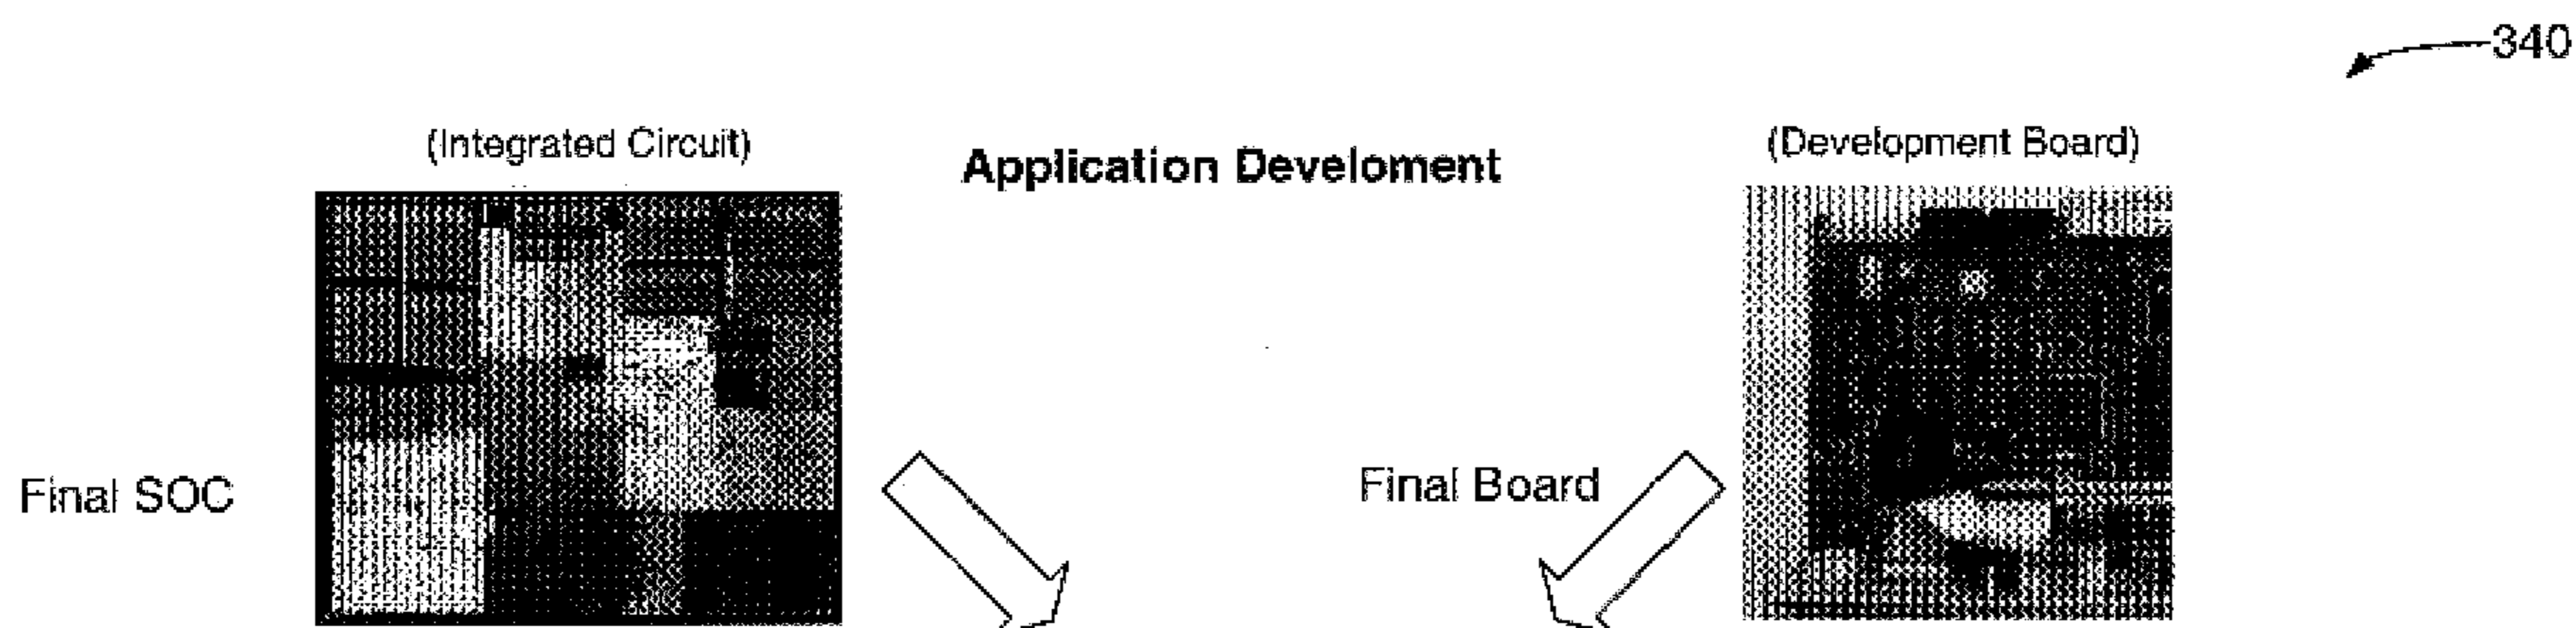 340
(Integrated Circuit)
Application Develoment
(Development Board)
Final SOC
Final Board